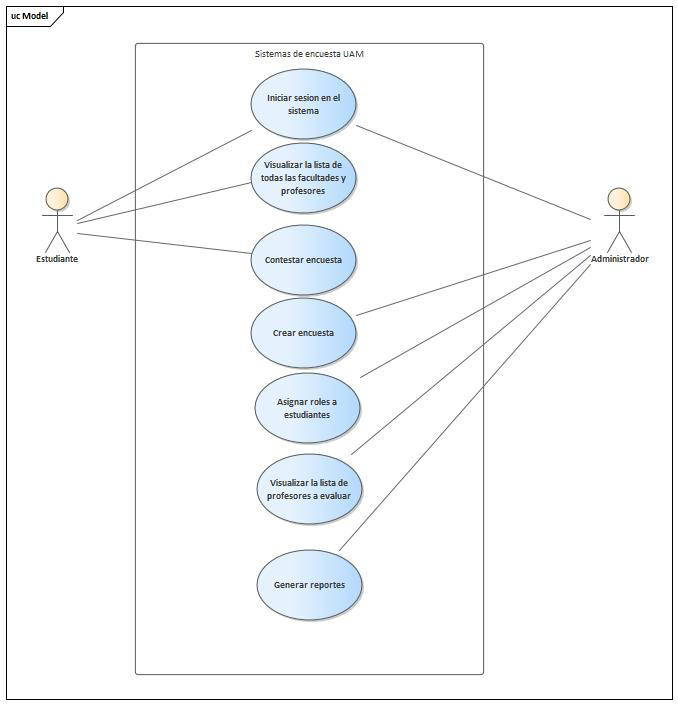 uc Model
Sistemas de encuesta UAM
Iniciar sesion en el
sistema
Visualizar la lista de
todas las facultades y
profesores
Estudiante
Contestar encuesta
Administrador
Crear encuesta
Asignar roles a
estudiantes
Visualizar la lista de
profesores a evaluar
Generar reportes